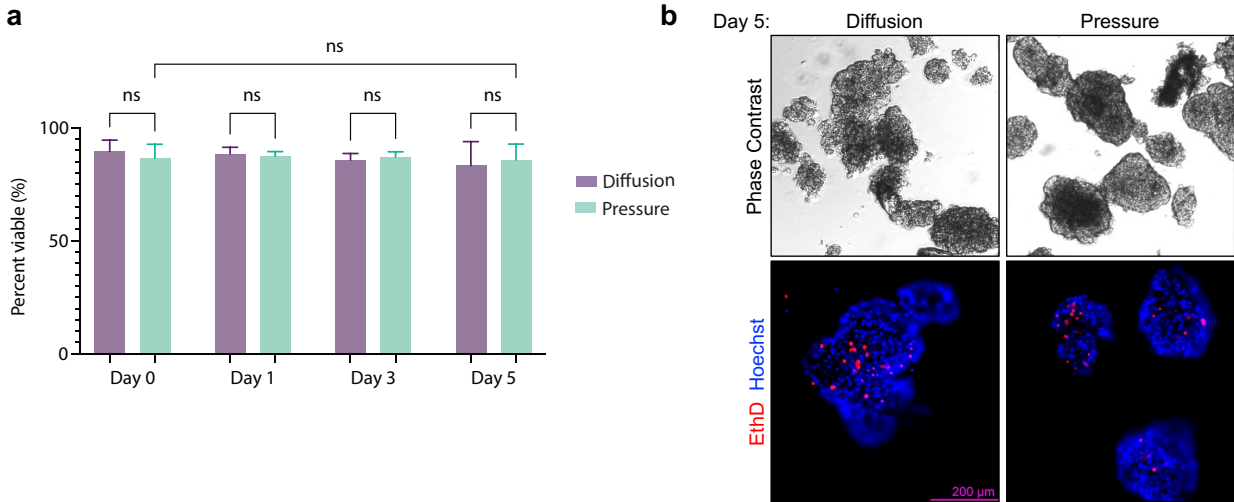 a
ns
ns
ns
ns
ns
100
50
0
Percent viable (%)
Day 0
Day 1
Day 3
Day 5
Diffusion
Pressure
b
Day 5:
Diffusion
Pressure
Phase Contrast
EthD Hoechst
200 µm